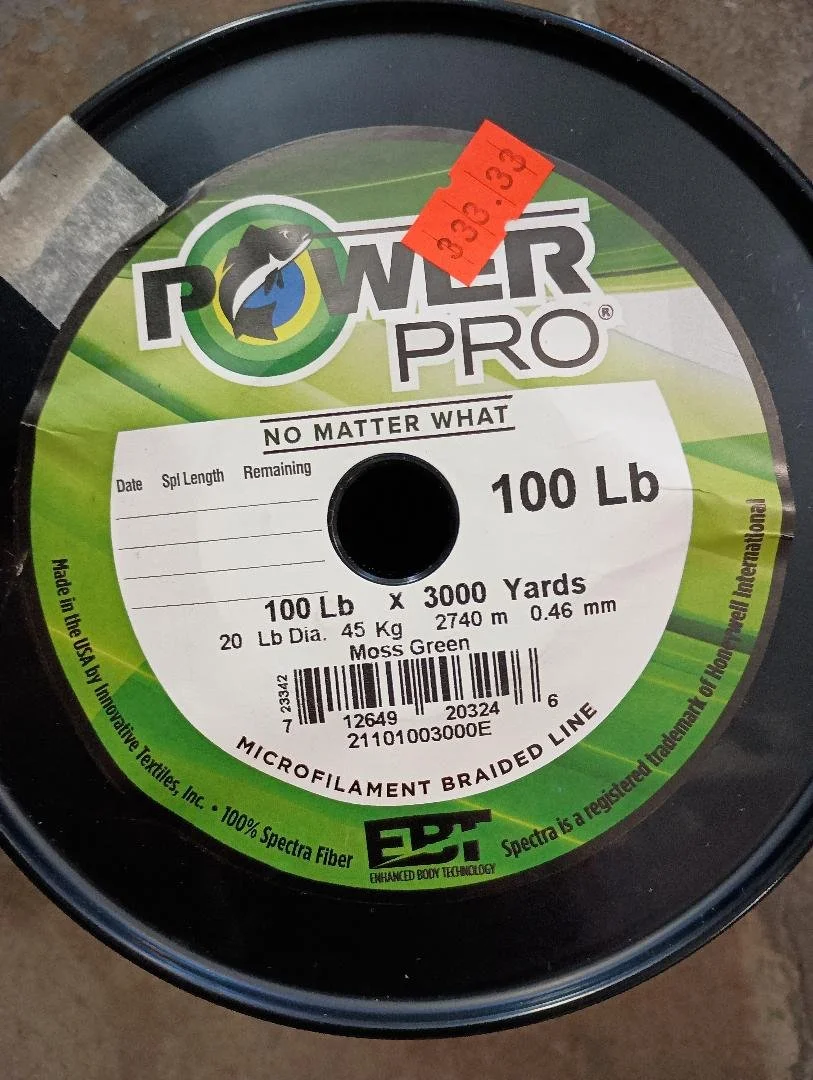 333.33
POWER
PRO®
NO MATTER WHAT
Date Spl Length Remaining
100 Lb
100 Lb x 3000 Yards
20 Lb Dia. 45 Kg 2740 m 0.46 mm
Moss Green
23342
7 12649 20324 6
21101003000E
MICROFILAMENT BRAIDED LINE
Made in the USA by Innovative Textiles, Inc. • 100% Spectra Fiber
EBT
ENHANCED BODY TECHNOLOGY
Spectra is a registered trademark of Honeywell International